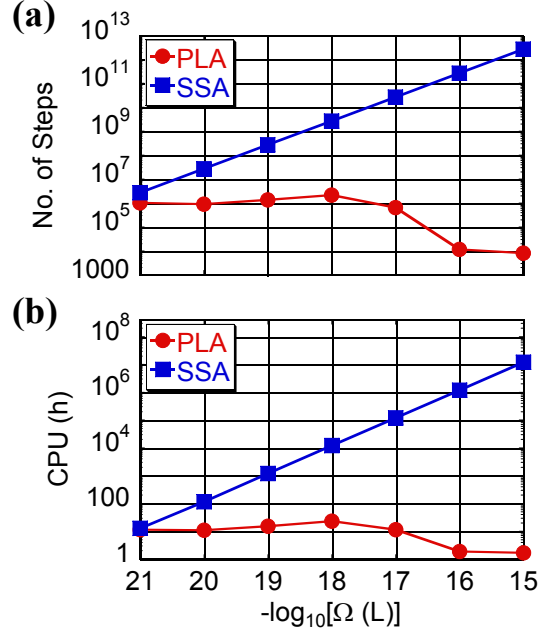 (a)
10^13
10^11
10^9
10^7
10^5
1000
No. of Steps
PLA
SSA
(b)
10^8
10^6
10^4
100
1
CPU (h)
PLA
SSA
21 20 19 18 17 16 15
-log₁₀[Ω (L)]